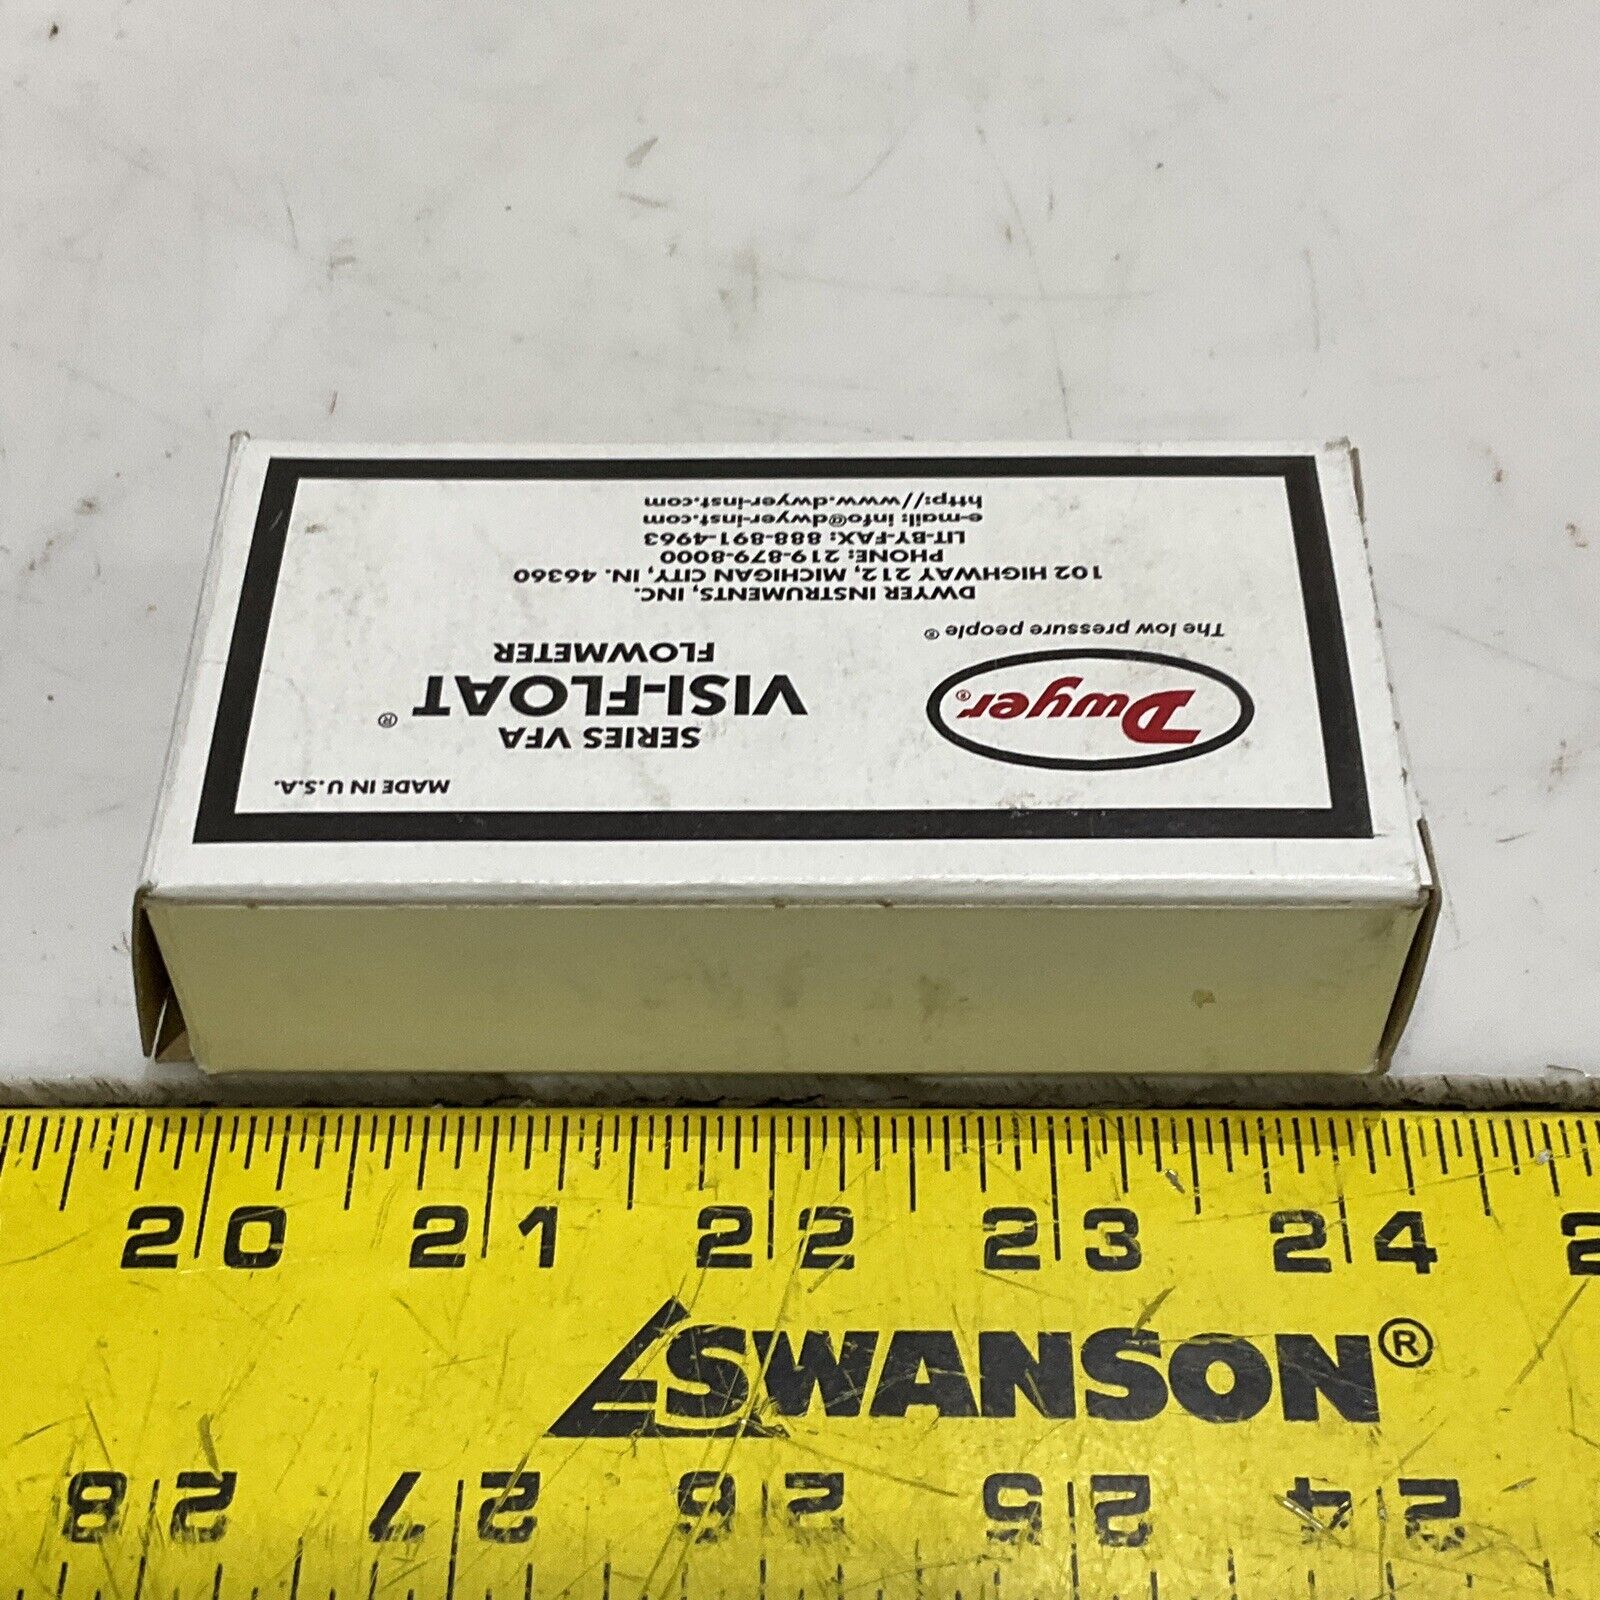 MADE IN U.S.A.
SERIES VFA
VISI-FLOAT®
FLOWMETER
Dwyer®
The low pressure people®
DWYER INSTRUMENTS, INC.
102 HIGHWAY 212, MICHIGAN CITY, IN. 46360
PHONE: 219-879-8000
LIT-BY-FAX: 888-891-4963
e-mail: info@dwyer-inst.com
http://www.dwyer-inst.com
20 21 22 23 24 2
SWANSON®
24 25 26 27 28